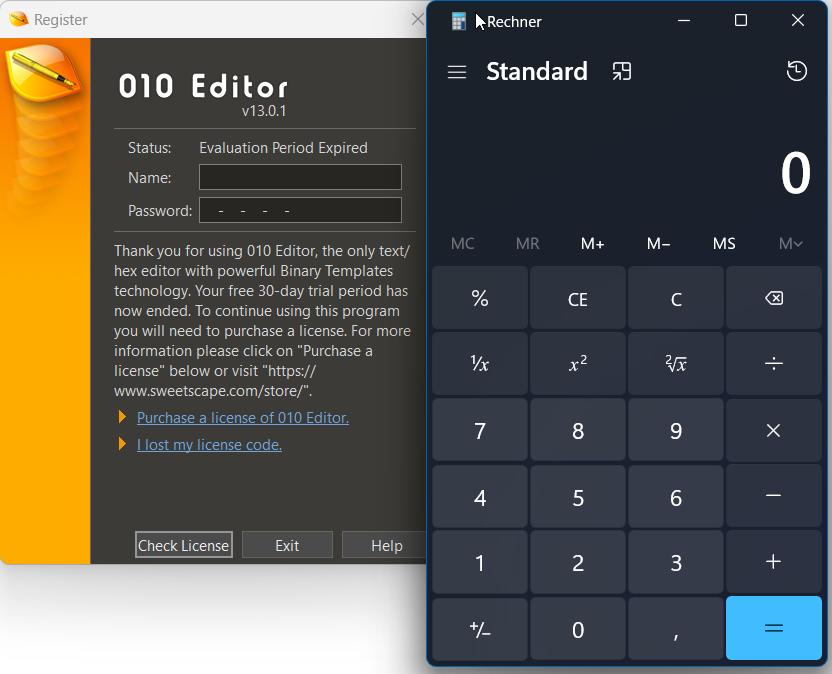 Register
010 Editor
v13.0.1
Status: Evaluation Period Expired
Name:
Password: - - - -
Thank you for using 010 Editor, the only text/
hex editor with powerful Binary Templates
technology. Your free 30-day trial period has
now ended. To continue using this program
you will need to purchase a license. For more
information please click on "Purchase a
license" below or visit "https://
www.sweetscape.com/store/".
Purchase a license of 010 Editor.
I lost my license code.
Check License Exit Help
Rechner
Standard
0
MC MR M+ M− MS M
% CE C
¹⁄x x² ²√x ÷
7 8 9 ×
4 5 6 −
1 2 3 +
+/− 0 , =